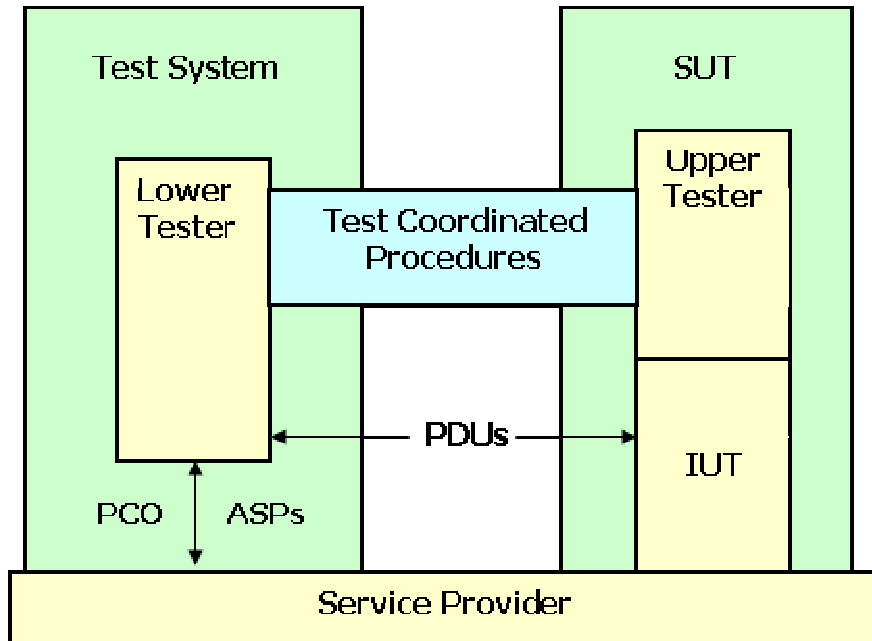 Test System
SUT
Lower
Tester
Upper
Tester
Test Coordinated
Procedures
PDUs
IUT
PCO
ASPs
Service Provider